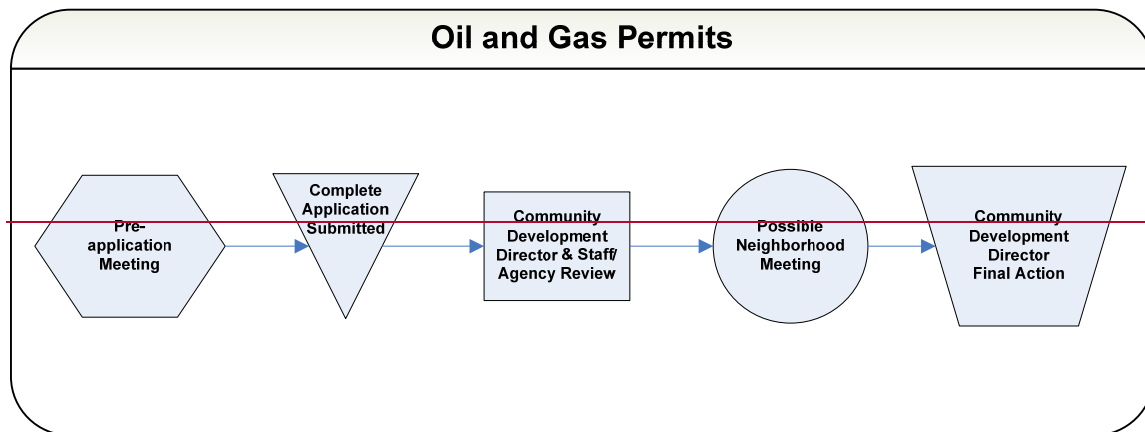 Oil and Gas Permits
Pre-
application
Meeting
Complete
Application
Submitted
Community
Development
Director & Staff/
Agency Review
Possible
Neighborhood
Meeting
Community
Development
Director
Final Action